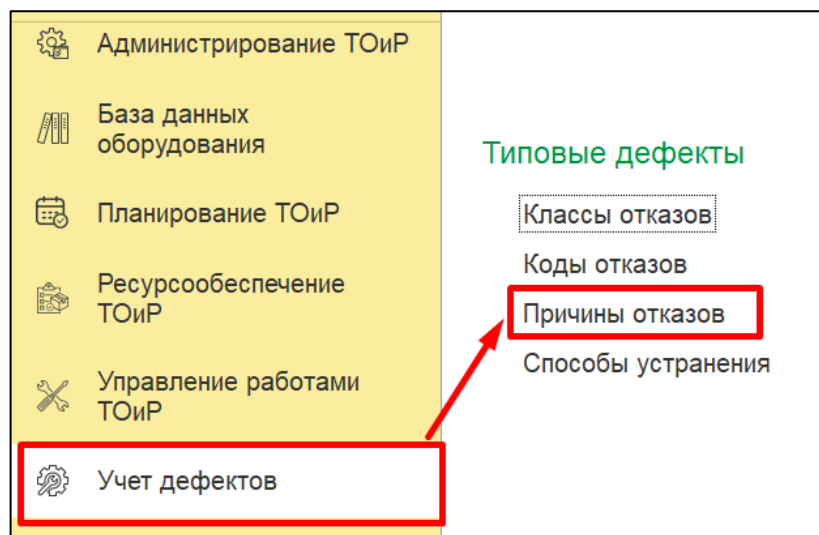 Администрирование ТОиР
База данных
оборудования
Планирование ТОиР
Ресурсообеспечение
ТОиР
Управление работами
ТОиР
Учет дефектов
Типовые дефекты
Классы отказов
Коды отказов
Причины отказов
Способы устранения